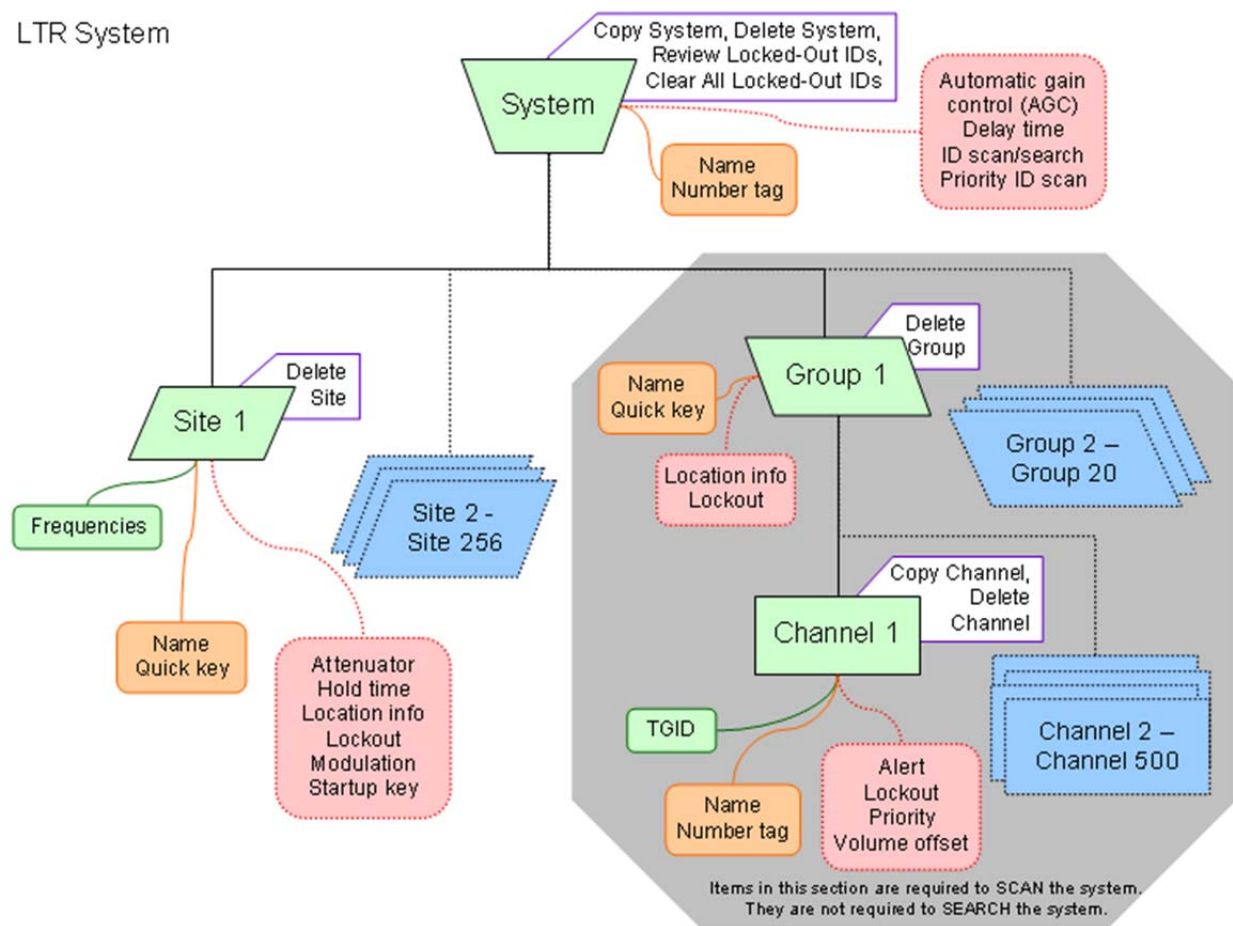 LTR System
Copy System, Delete System,
Review Locked-Out IDs,
Clear All Locked-Out IDs
System
Automatic gain
control (AGC)
Delay time
ID scan/search
Priority ID scan
Name
Number tag
Delete
Site
Site 1
Frequencies
Name
Quick key
Attenuator
Hold time
Location info
Lockout
Modulation
Startup key
Site 2 -
Site 256
Delete
Group
Group 1
Name
Quick key
Location info
Lockout
Group 2 –
Group 20
Copy Channel,
Delete
Channel
Channel 1
TGID
Name
Number tag
Alert
Lockout
Priority
Volume offset
Channel 2 –
Channel 500
Items in this section are required to SCAN the system.
They are not required to SEARCH the system.